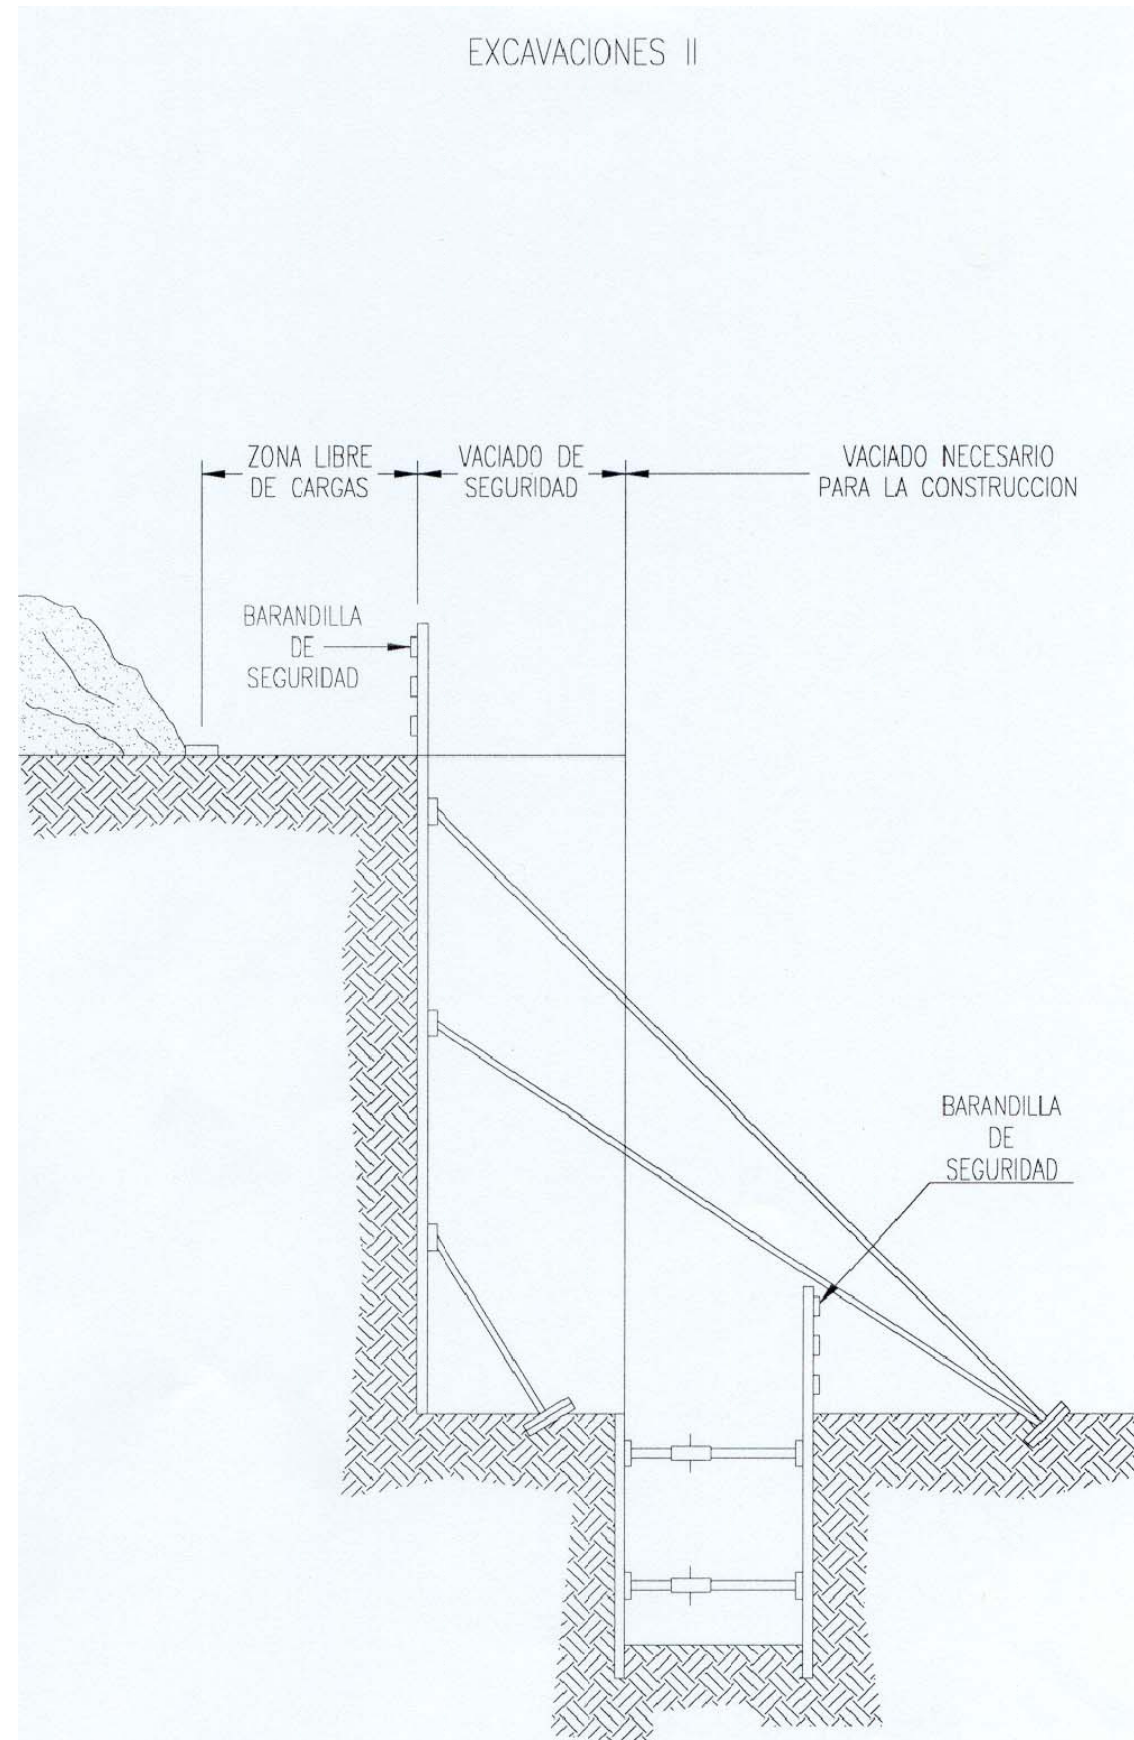 EXCAVACIONES II
ZONA LIBRE
DE CARGAS
VACIADO DE
SEGURIDAD
VACIADO NECESARIO
PARA LA CONSTRUCCION
BARANDILLA
DE
SEGURIDAD
BARANDILLA
DE
SEGURIDAD